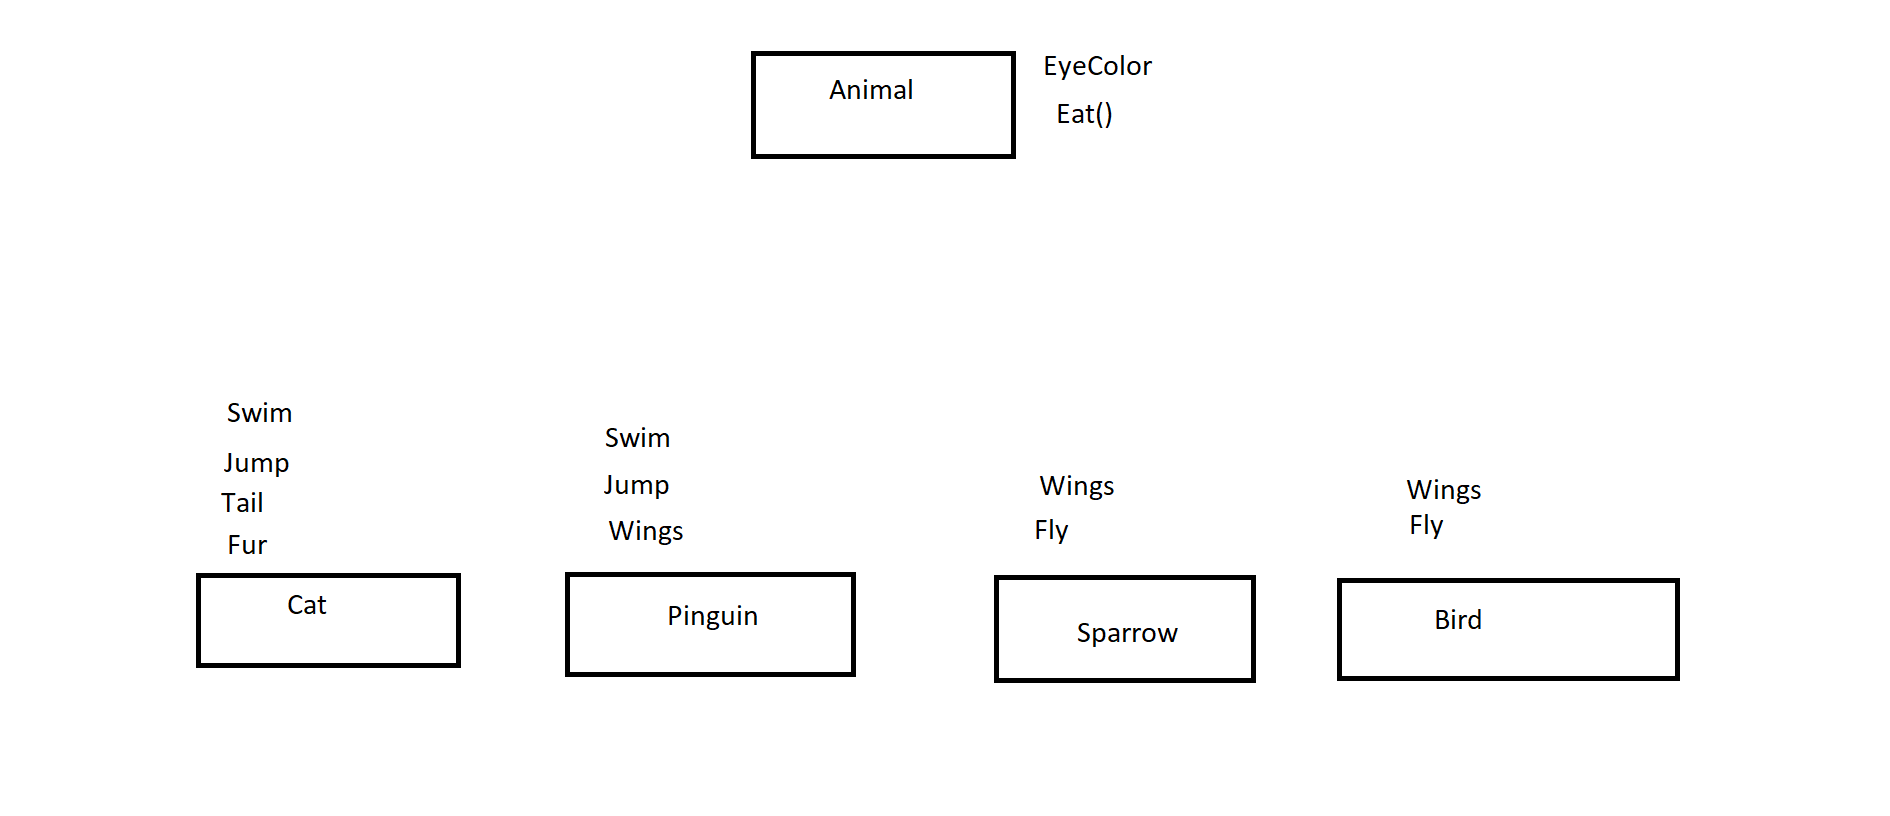 Animal
EyeColor
Eat()
Swim
Jump
Tail
Fur
Cat
Swim
Jump
Wings
Pinguin
Wings
Fly
Sparrow
Wings
Fly
Bird